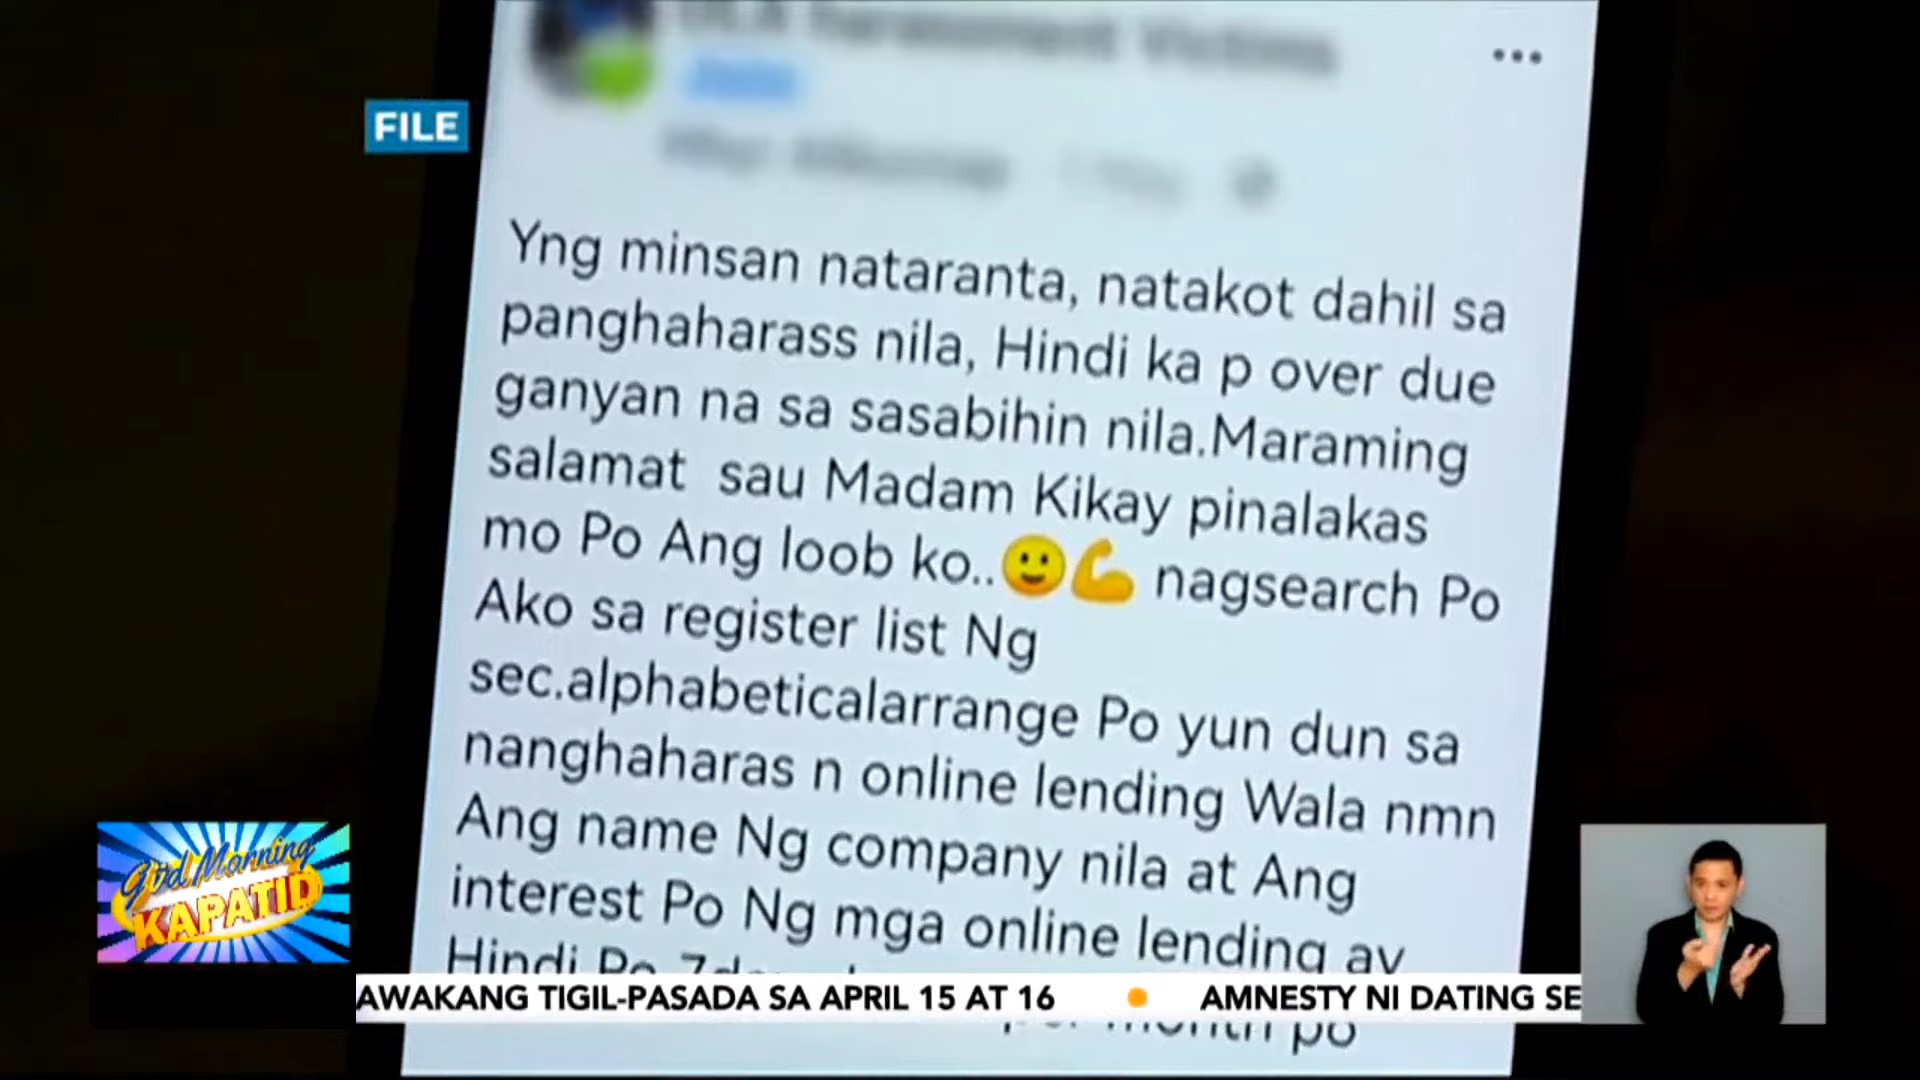 FILE
Yng minsan nataranta, natakot dahil sa
panghaharass nila, Hindi ka p over due
ganyan na sa sasabihin nila.Maraming
salamat sau Madam Kikay pinalakas
mo Po Ang loob ko..🙂💪 nagsearch Po
Ako sa register list Ng
sec.alphabeticalarrange Po yun dun sa
nanghaharas n online lending Wala nmn
Ang name Ng company nila at Ang
interest Po Ng mga online lending ay
Hindi Po
month po
Gud Morning
KAPATID
AWAKANG TIGIL-PASADA SA APRIL 15 AT 16 • AMNESTY NI DATING SE